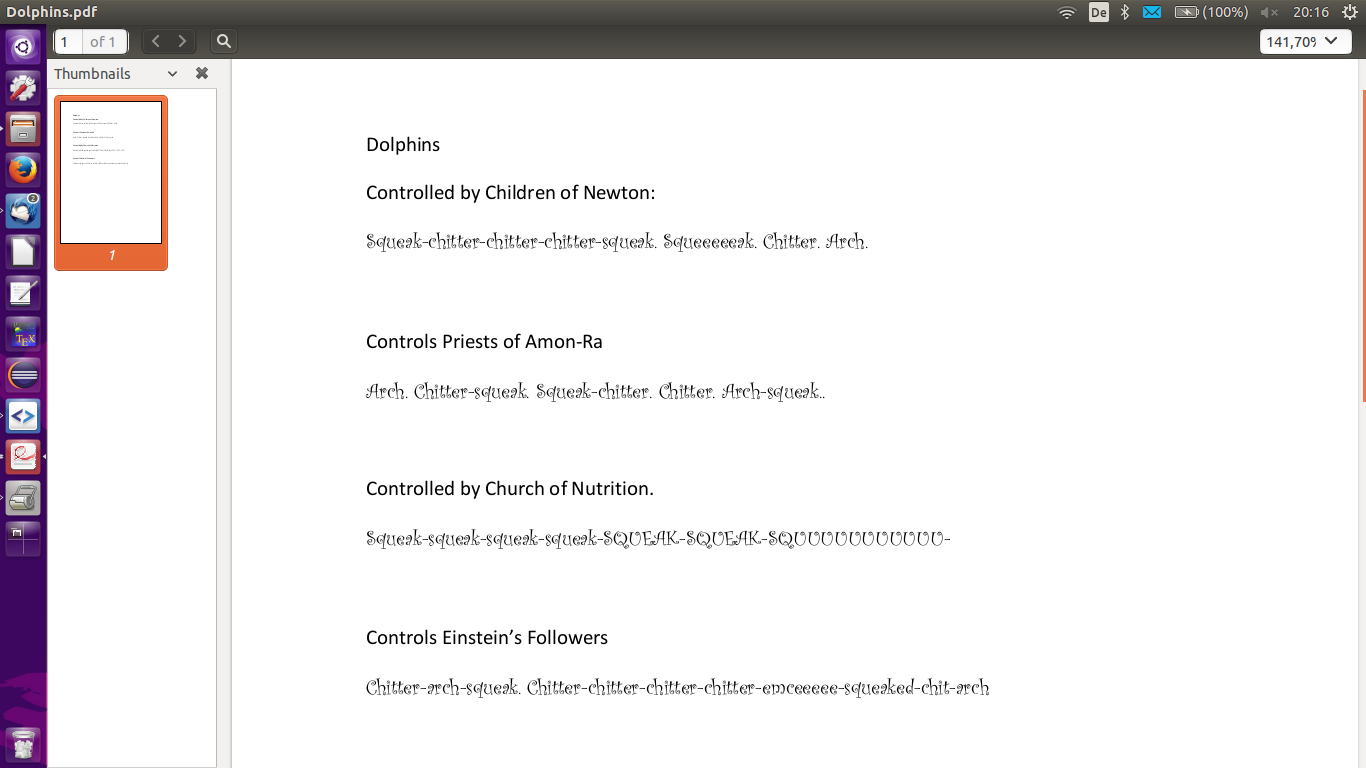 Dolphins.pdf
De
(100%)
20:16
1 of 1
141,70%
Thumbnails
1
2
TEX
Dolphins
Controlled by Children of Newton:
Squeak-chitter-chitter-chitter-squeak. Squeeeeeak. Chitter. Arch.
Controls Priests of Amon-Ra
Arch. Chitter-squeak. Squeak-chitter. Chitter. Arch-squeak..
Controlled by Church of Nutrition.
Squeak-squeak-squeak-squeak-SQUEAK-SQUEAK-SQUUUUUUUUUUU-
Controls Einstein’s Followers
Chitter-arch-squeak. Chitter-chitter-chitter-chitter-emceeeee-squeaked-chit-arch